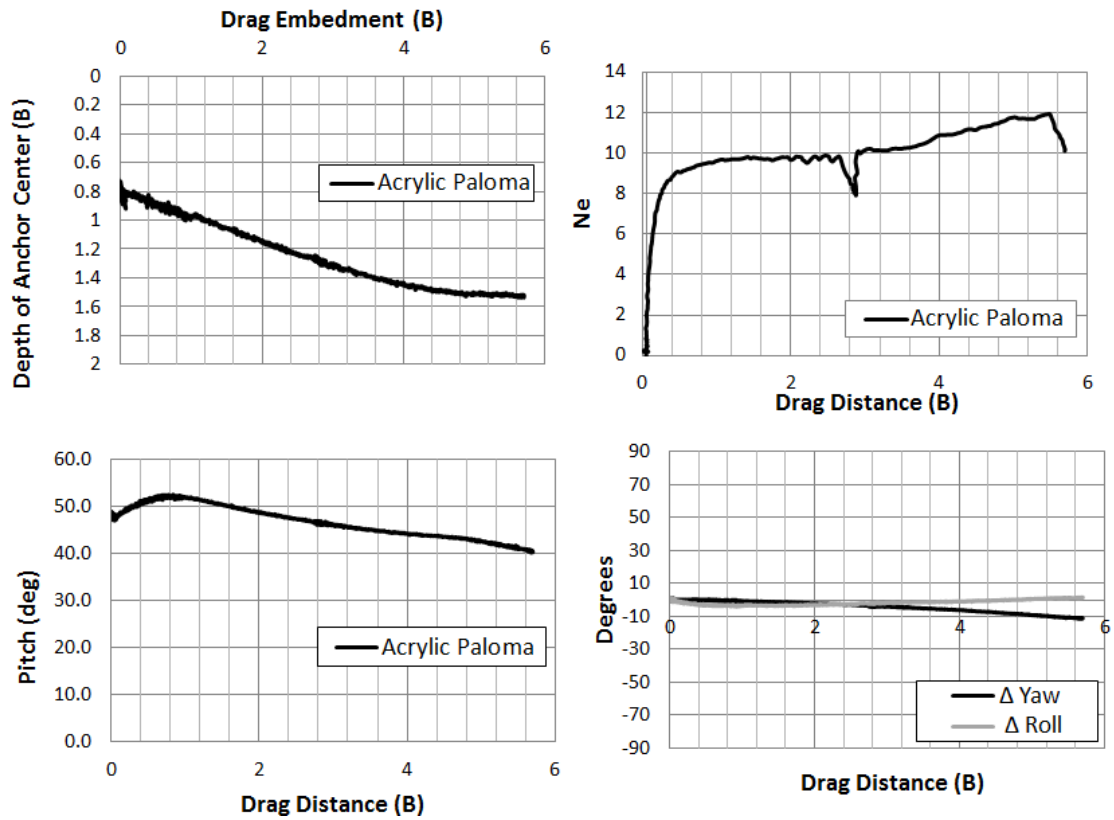 Drag Embedment (B)
0 2 4 6
Depth of Anchor Center (B)
0
0.2
0.4
0.6
0.8
1
1.2
1.4
1.6
1.8
2
Acrylic Paloma
Ne
14
12
10
8
6
4
2
0
Acrylic Paloma
0 2 4 6
Drag Distance (B)
Pitch (deg)
60.0
50.0
40.0
30.0
20.0
10.0
0.0
Acrylic Paloma
0 2 4 6
Drag Distance (B)
Degrees
90
70
50
30
10
-10
-30
-50
-70
-90
0 2 4 6
Δ Yaw
Δ Roll
Drag Distance (B)